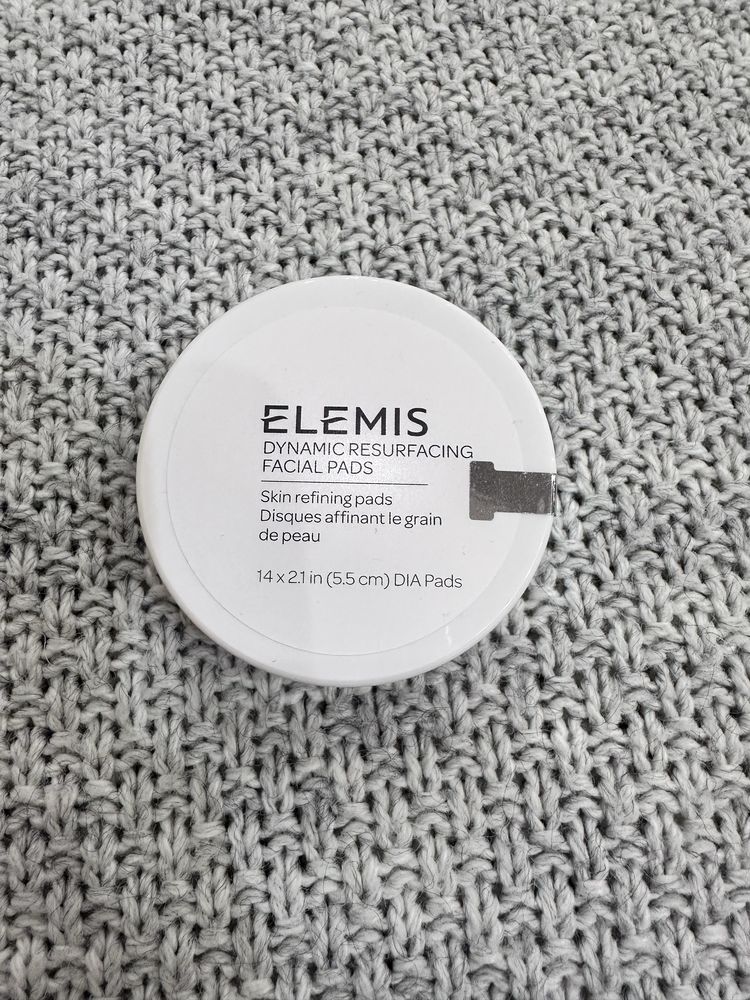 ELEMIS
DYNAMIC RESURFACING
FACIAL PADS
Skin refining pads
Disques affinant le grain
de peau
14 x 2.1 in (5.5 cm) DIA Pads